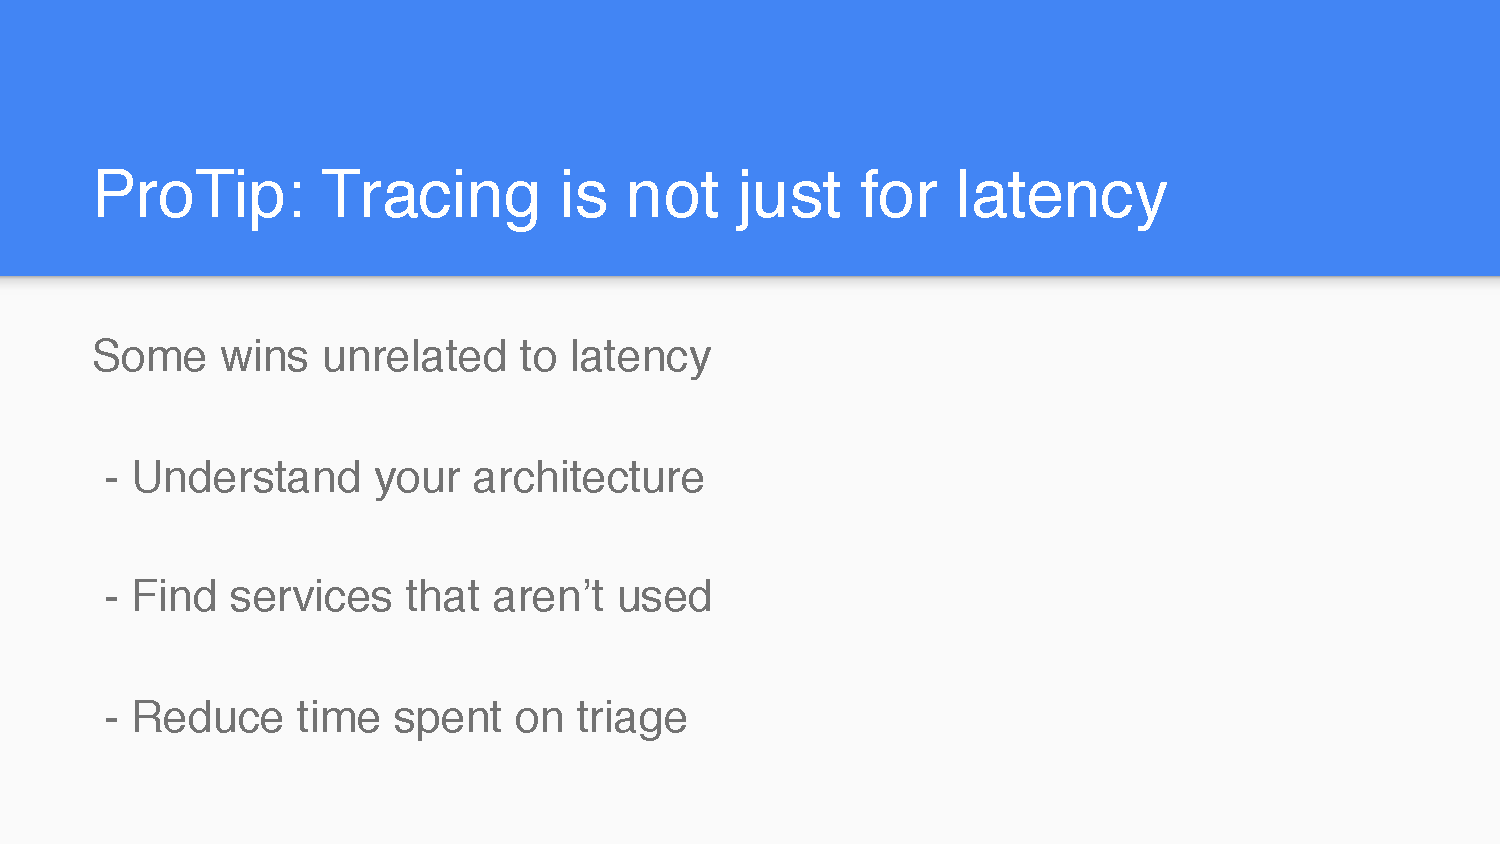 ProTip: Tracing is not just for latency
Some wins unrelated to latency
- Understand your architecture
- Find services that aren’t used
- Reduce time spent on triage